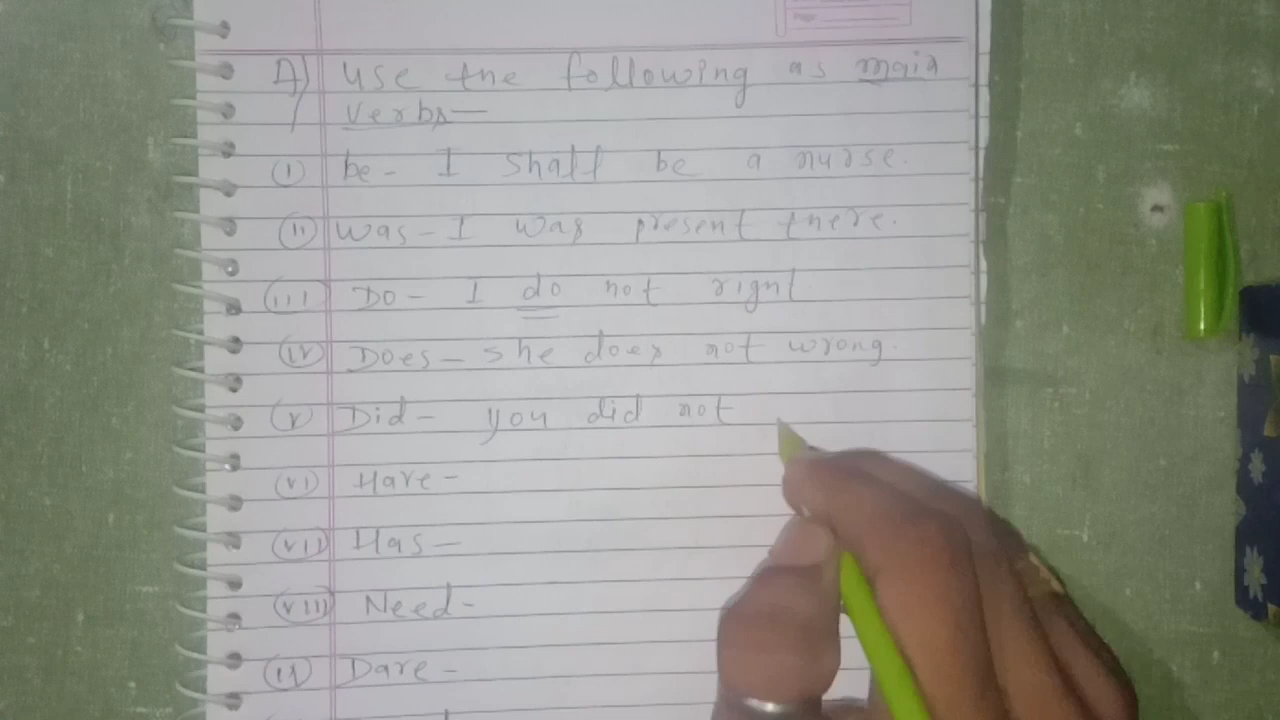 A) Use the following as main
verbs—
(i) be- I shall be a nurse.
(ii) Was- I was present there.
(iii) Do- I do not right
(iv) Does- she does not wrong.
(v) Did- you did not
(vi) Have-
(vii) Has-
(viii) Need-
(ix) Dare-